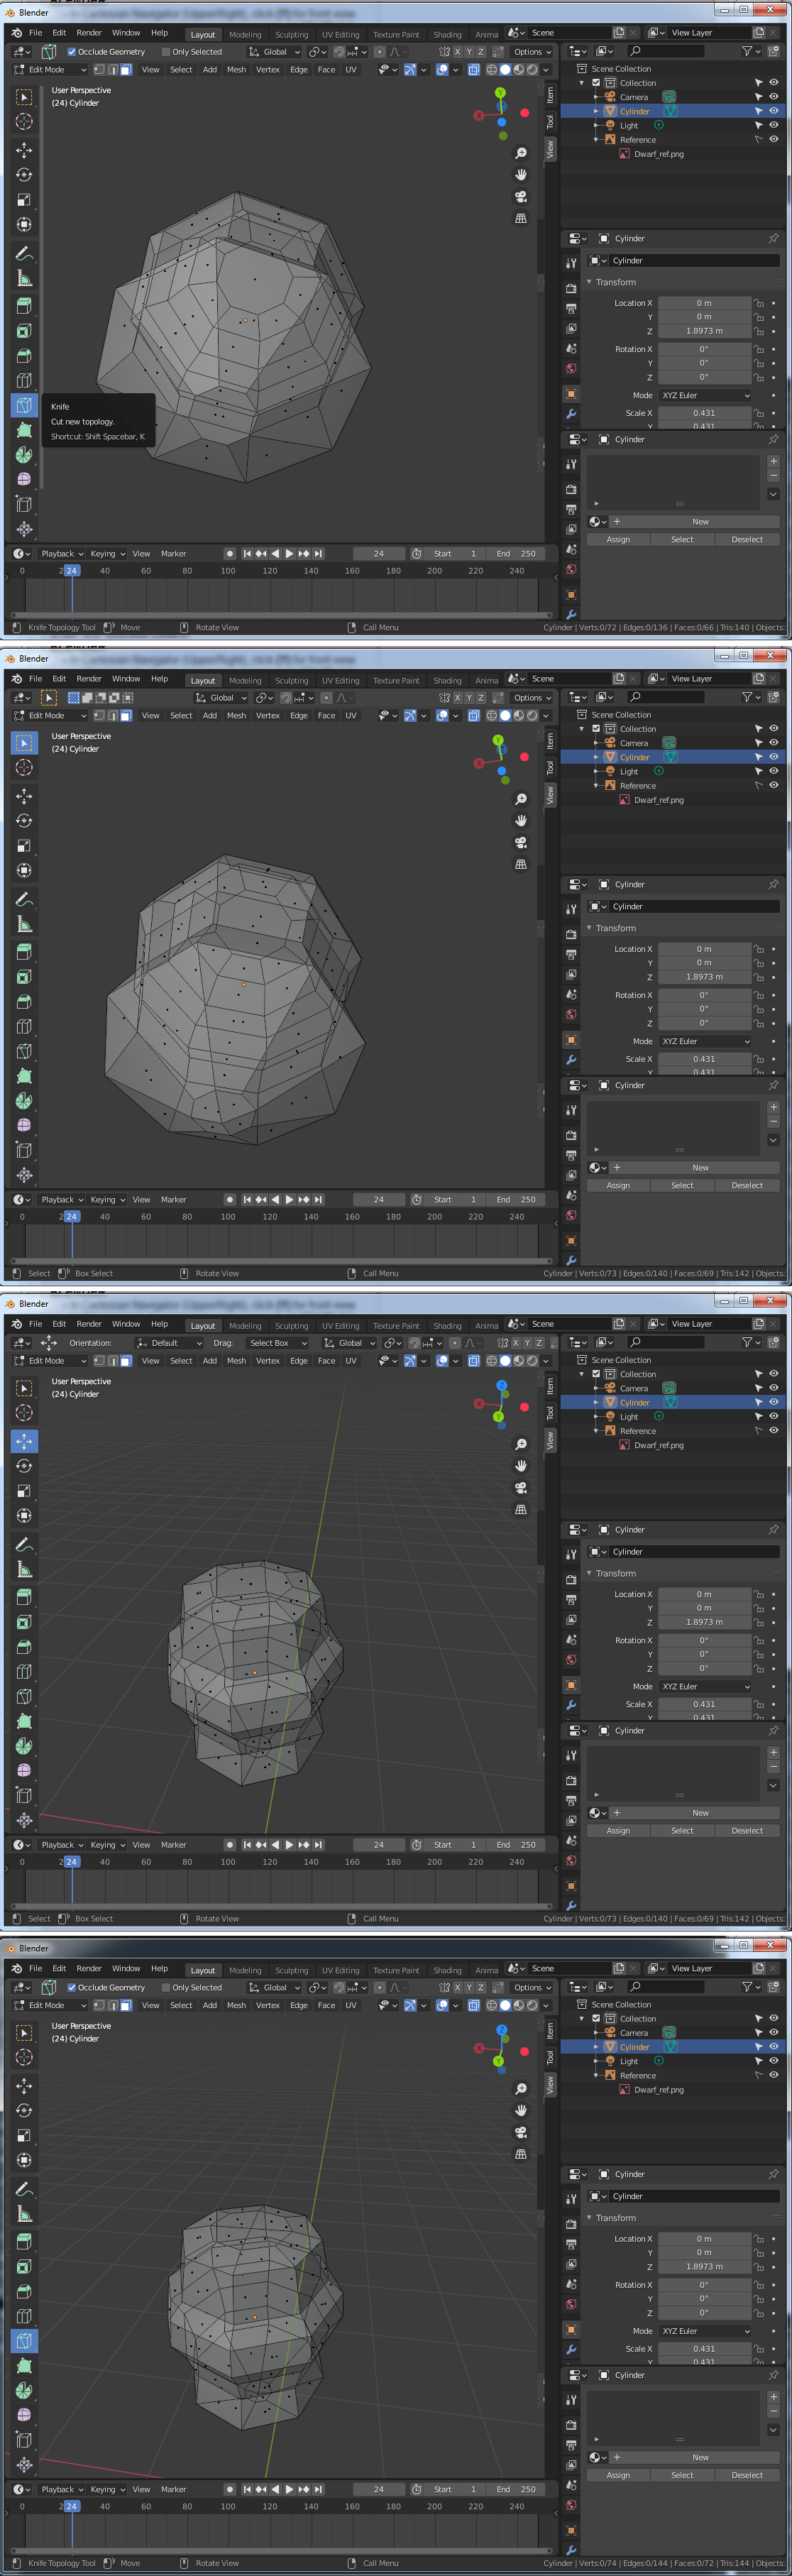 Blender
File Edit Render Window Help Layout Modeling Sculpting UV Editing Texture Paint Shading Anima Scene View Layer
Occlude Geometry Only Selected Global X Y Z Options
Edit Mode View Select Add Mesh Vertex Edge Face UV
User Perspective
(24) Cylinder
Y
X
Item
Tool
View
Knife
Cut new topology.
Shortcut: Shift Spacebar, K
Scene Collection
Collection
Camera
Cylinder
Light
Reference
Dwarf_ref.png
Cylinder
Cylinder
Transform
Location X 0 m
Y 0 m
Z 1.8973 m
Rotation X 0°
Y 0°
Z 0°
Mode XYZ Euler
Scale X 0.431
Y 0.431
Cylinder
New
Assign Select Deselect
Playback Keying View Marker 24 Start 1 End 250
0 2 24 40 60 80 100 120 140 160 180 200 220 240
Knife Topology Tool Move Rotate View Call Menu Cylinder | Verts:0/72 | Edges:0/136 | Faces:0/66 | Tris:140 | Objects:
Blender
File Edit Render Window Help Layout Modeling Sculpting UV Editing Texture Paint Shading Anima Scene View Layer
Global X Y Z Options
Edit Mode View Select Add Mesh Vertex Edge Face UV
User Perspective
(24) Cylinder
Y
X
Item
Tool
View
Scene Collection
Collection
Camera
Cylinder
Light
Reference
Dwarf_ref.png
Cylinder
Cylinder
Transform
Location X 0 m
Y 0 m
Z 1.8973 m
Rotation X 0°
Y 0°
Z 0°
Mode XYZ Euler
Scale X 0.431
Y 0.431
Cylinder
New
Assign Select Deselect
Playback Keying View Marker 24 Start 1 End 250
0 2 24 40 60 80 100 120 140 160 180 200 220 240
Select Box Select Rotate View Call Menu Cylinder | Verts:0/73 | Edges:0/140 | Faces:0/69 | Tris:142 | Objects:
Blender
File Edit Render Window Help Layout Modeling Sculpting UV Editing Texture Paint Shading Anima Scene View Layer
Orientation: Default Drag: Select Box Global X Y Z
Edit Mode View Select Add Mesh Vertex Edge Face UV
User Perspective
(24) Cylinder
Z
X
Y
Item
Tool
View
Scene Collection
Collection
Camera
Cylinder
Light
Reference
Dwarf_ref.png
Cylinder
Cylinder
Transform
Location X 0 m
Y 0 m
Z 1.8973 m
Rotation X 0°
Y 0°
Z 0°
Mode XYZ Euler
Scale X 0.431
Y 0.431
Cylinder
New
Assign Select Deselect
Playback Keying View Marker 24 Start 1 End 250
0 2 24 40 60 80 100 120 140 160 180 200 220 240
Select Box Select Rotate View Call Menu Cylinder | Verts:0/73 | Edges:0/140 | Faces:0/69 | Tris:142 | Objects:
Blender
File Edit Render Window Help Layout Modeling Sculpting UV Editing Texture Paint Shading Anima Scene View Layer
Occlude Geometry Only Selected Global X Y Z Options
Edit Mode View Select Add Mesh Vertex Edge Face UV
User Perspective
(24) Cylinder
Z
X
Y
Item
Tool
View
Scene Collection
Collection
Camera
Cylinder
Light
Reference
Dwarf_ref.png
Cylinder
Cylinder
Transform
Location X 0 m
Y 0 m
Z 1.8973 m
Rotation X 0°
Y 0°
Z 0°
Mode XYZ Euler
Scale X 0.431
Y 0.431
Cylinder
New
Assign Select Deselect
Playback Keying View Marker 24 Start 1 End 250
0 2 24 40 60 80 100 120 140 160 180 200 220 240
Knife Topology Tool Move Rotate View Call Menu Cylinder | Verts:0/74 | Edges:0/144 | Faces:0/72 | Tris:144 | Objects: